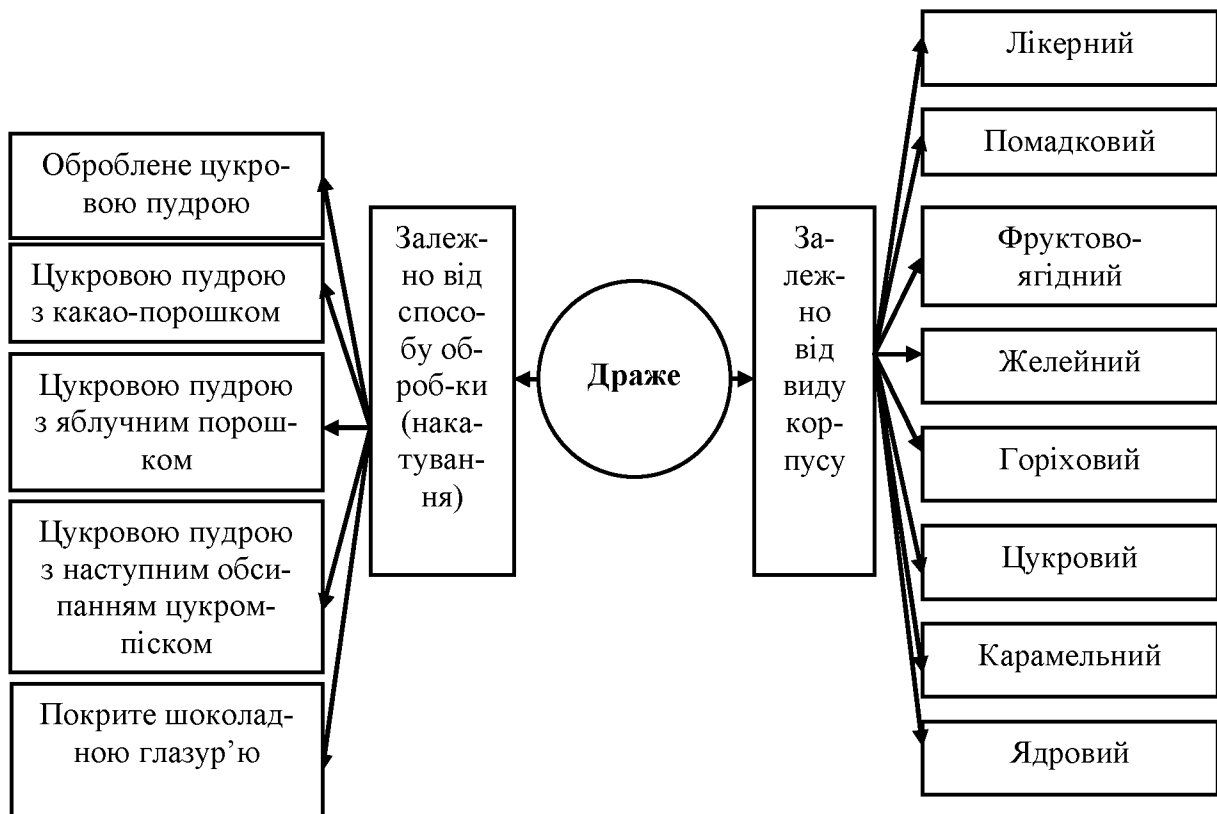 Оброблене цукро-
вою пудрою
Цукровою пудрою
з какао-порошком
Цукровою пудрою
з яблучним порош-
ком
Цукровою пудрою
з наступним обси-
панням цукром-
піском
Покрите шоколад-
ною глазур’ю
Залеж-
но від
спосо-
бу об-
роб-ки
(нака-
туван-
ня)
Драже
За-
леж-
но
від
виду
кор-
пусу
Лікерний
Помадковий
Фруктово-
ягідний
Желейний
Горіховий
Цукровий
Карамельний
Ядровий